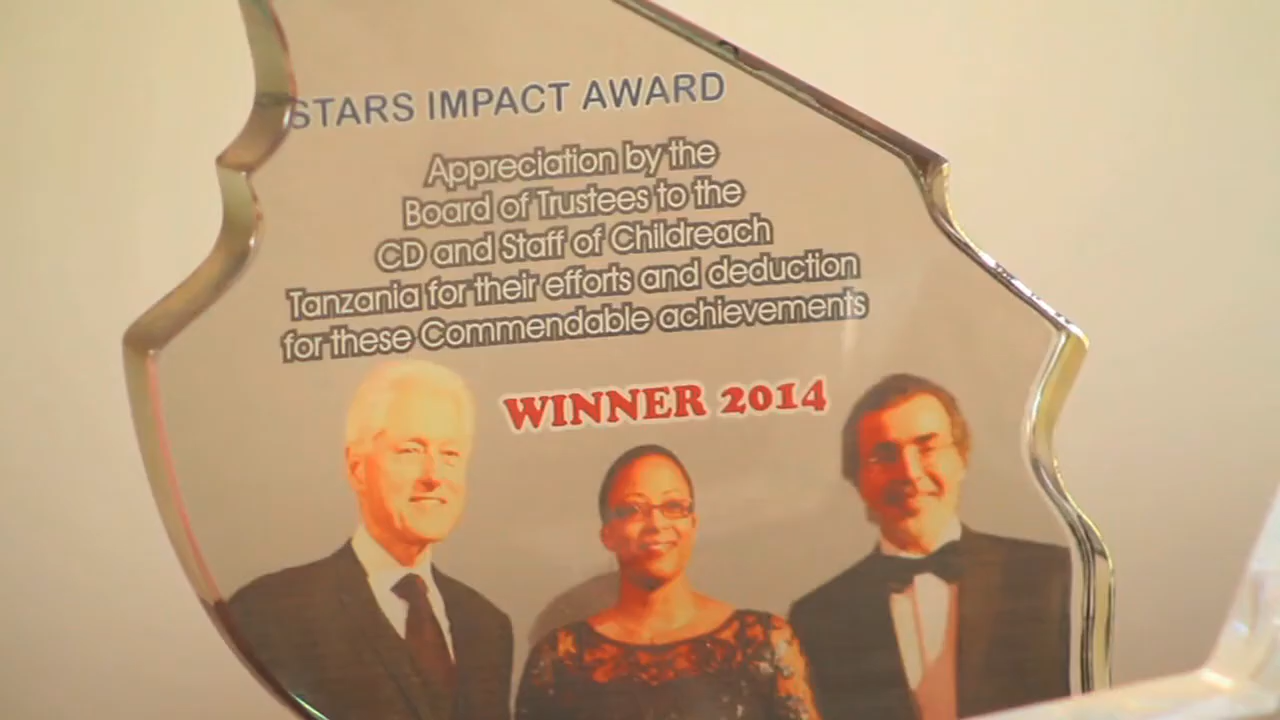 STARS IMPACT AWARD
Appreciation by the
Board of Trustees to the
CD and Staff of Childreach
Tanzania for their efforts and deduction
for these Commendable achievements
WINNER 2014